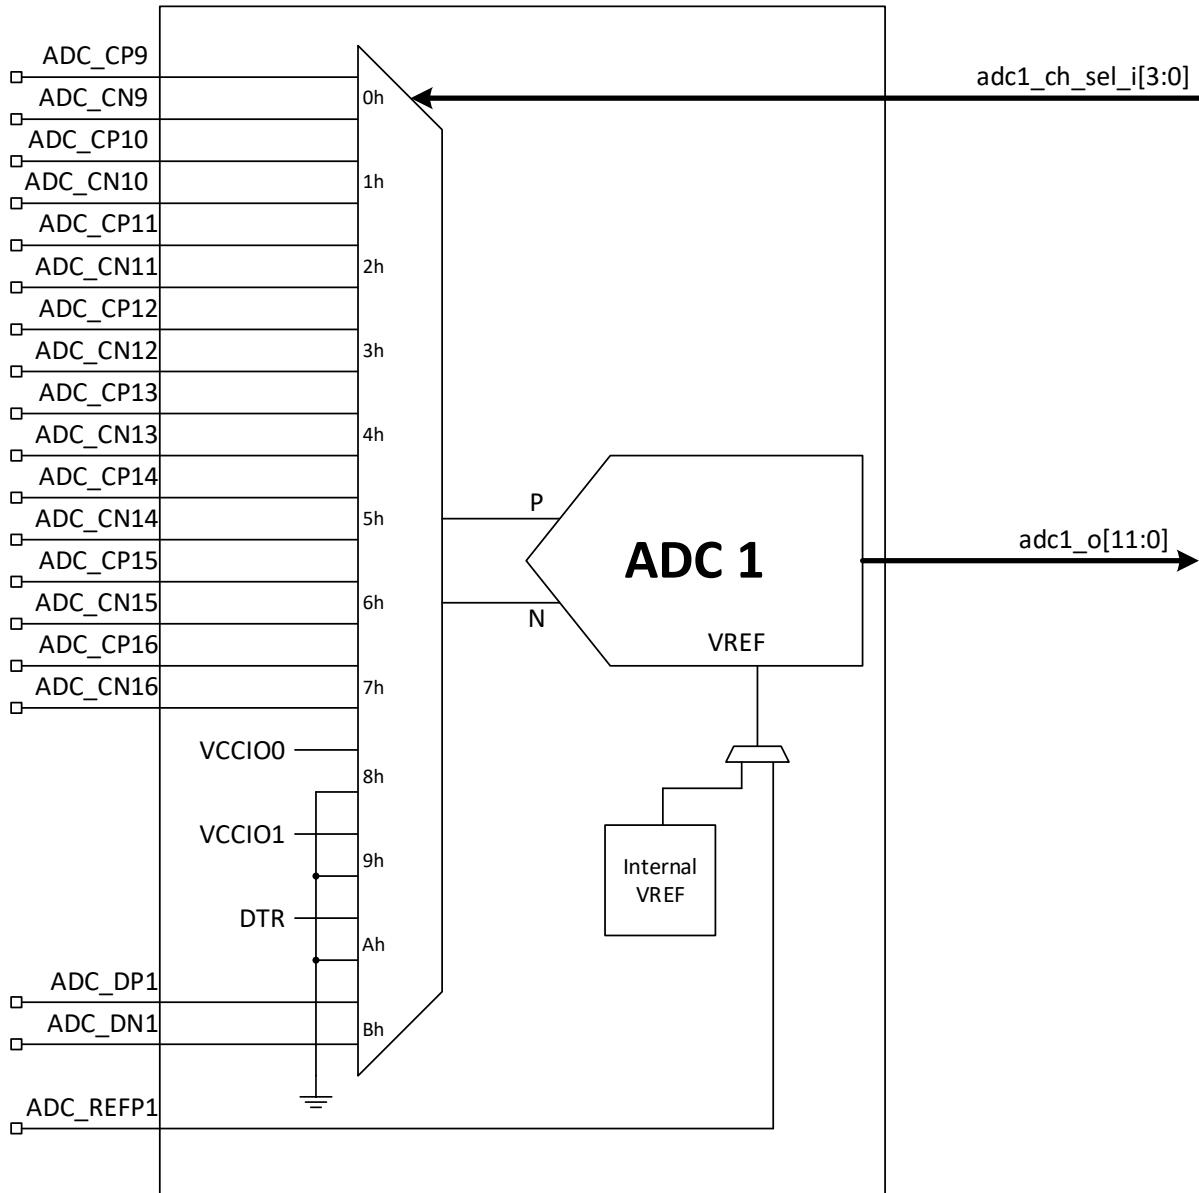 ADC_CP9
adc1_ch_sel_i[3:0]
ADC_CN9
0h
ADC_CP10
ADC_CN10
1h
ADC_CP11
ADC_CN11
2h
ADC_CP12
ADC_CN12
3h
ADC_CP13
ADC_CN13
4h
ADC_CP14
P
ADC_CN14
5h
adc1_o[11:0]
ADC 1
ADC_CP15
ADC_CN15
6h
N
ADC_CP16
VREF
ADC_CN16
7h
VCCIO0
8h
VCCIO1
9h
Internal
VREF
DTR
Ah
ADC_DP1
ADC_DN1
Bh
ADC_REFP1